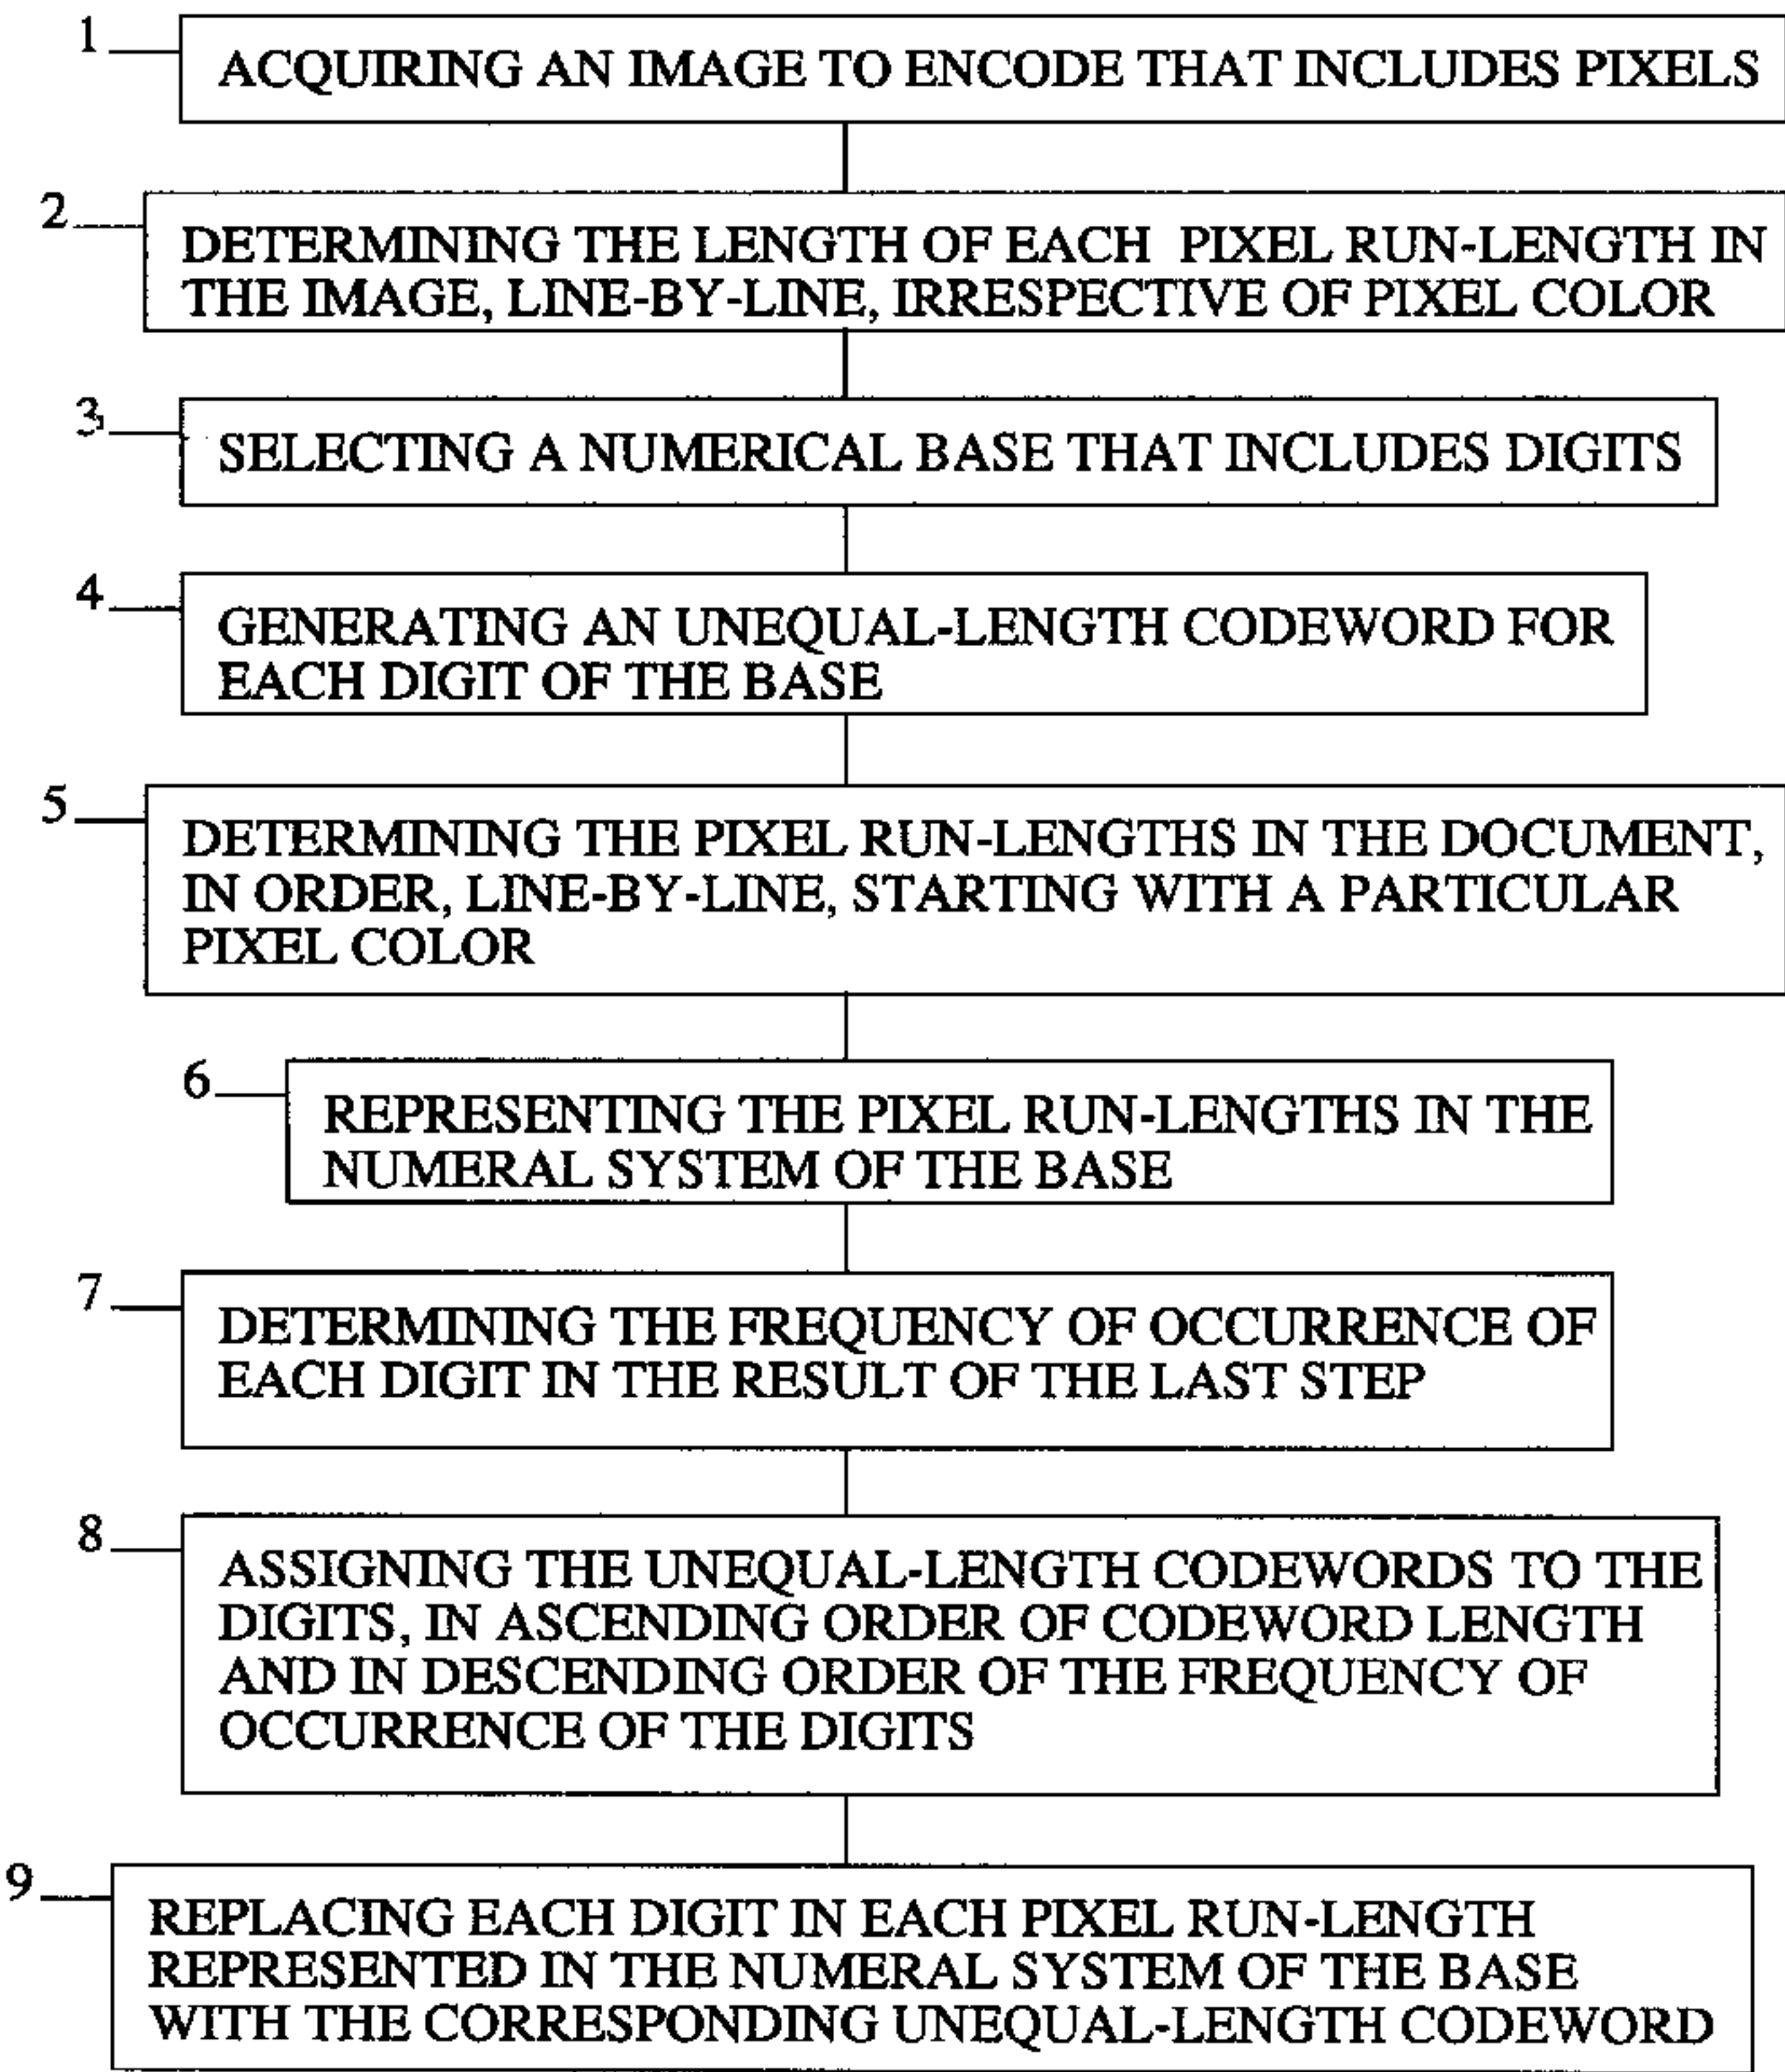 1
ACQUIRING AN IMAGE TO ENCODE THAT INCLUDES PIXELS
2
DETERMINING THE LENGTH OF EACH PIXEL RUN-LENGTH IN
THE IMAGE, LINE-BY-LINE, IRRESPECTIVE OF PIXEL COLOR
3
SELECTING A NUMERICAL BASE THAT INCLUDES DIGITS
4
GENERATING AN UNEQUAL-LENGTH CODEWORD FOR
EACH DIGIT OF THE BASE
5
DETERMINING THE PIXEL RUN-LENGTHS IN THE DOCUMENT,
IN ORDER, LINE-BY-LINE, STARTING WITH A PARTICULAR
PIXEL COLOR
6
REPRESENTING THE PIXEL RUN-LENGTHS IN THE
NUMERAL SYSTEM OF THE BASE
7
DETERMINING THE FREQUENCY OF OCCURRENCE OF
EACH DIGIT IN THE RESULT OF THE LAST STEP
8
ASSIGNING THE UNEQUAL-LENGTH CODEWORDS TO THE
DIGITS, IN ASCENDING ORDER OF CODEWORD LENGTH
AND IN DESCENDING ORDER OF THE FREQUENCY OF
OCCURRENCE OF THE DIGITS
9
REPLACING EACH DIGIT IN EACH PIXEL RUN-LENGTH
REPRESENTED IN THE NUMERAL SYSTEM OF THE BASE
WITH THE CORRESPONDING UNEQUAL-LENGTH CODEWORD